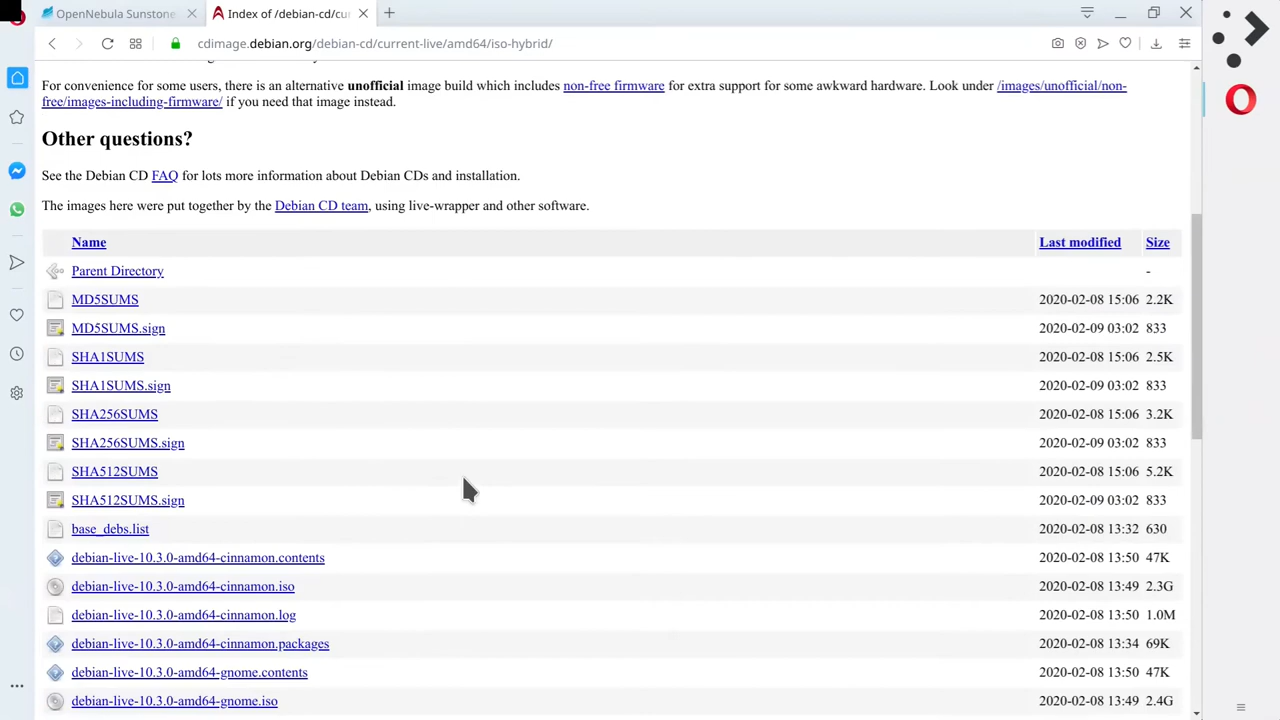 OpenNebula Sunstone
Index of /debian-cd/cu
cdimage.debian.org/debian-cd/current-live/amd64/iso-hybrid/
For convenience for some users, there is an alternative unofficial image build which includes non-free firmware for extra support for some awkward hardware. Look under /images/unofficial/non-
free/images-including-firmware/ if you need that image instead.
Other questions?
See the Debian CD FAQ for lots more information about Debian CDs and installation.
The images here were put together by the Debian CD team, using live-wrapper and other software.
Name Last modified Size
Parent Directory -
MD5SUMS 2020-02-08 15:06 2.2K
MD5SUMS.sign 2020-02-09 03:02 833
SHA1SUMS 2020-02-08 15:06 2.5K
SHA1SUMS.sign 2020-02-09 03:02 833
SHA256SUMS 2020-02-08 15:06 3.2K
SHA256SUMS.sign 2020-02-09 03:02 833
SHA512SUMS 2020-02-08 15:06 5.2K
SHA512SUMS.sign 2020-02-09 03:02 833
base_debs.list 2020-02-08 13:32 630
debian-live-10.3.0-amd64-cinnamon.contents 2020-02-08 13:50 47K
debian-live-10.3.0-amd64-cinnamon.iso 2020-02-08 13:49 2.3G
debian-live-10.3.0-amd64-cinnamon.log 2020-02-08 13:50 1.0M
debian-live-10.3.0-amd64-cinnamon.packages 2020-02-08 13:34 69K
debian-live-10.3.0-amd64-gnome.contents 2020-02-08 13:50 47K
debian-live-10.3.0-amd64-gnome.iso 2020-02-08 13:49 2.4G